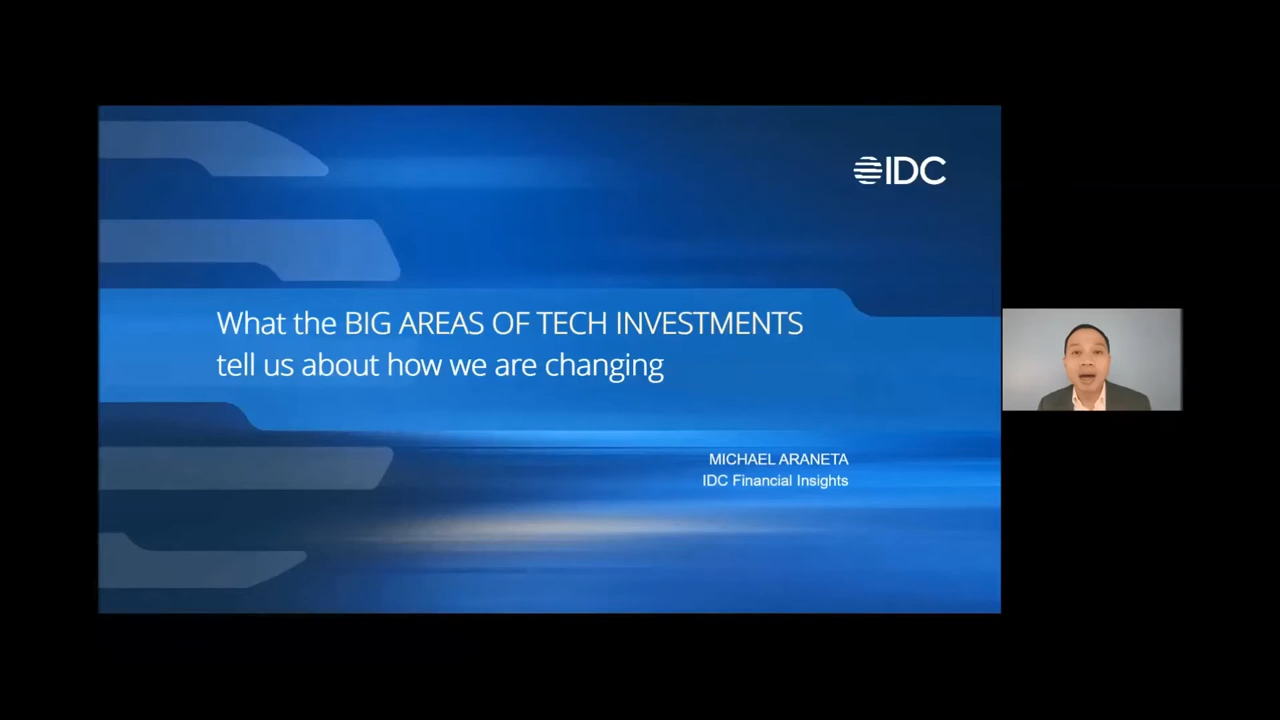 IDC
What the BIG AREAS OF TECH INVESTMENTS
tell us about how we are changing
MICHAEL ARANETA
IDC Financial Insights